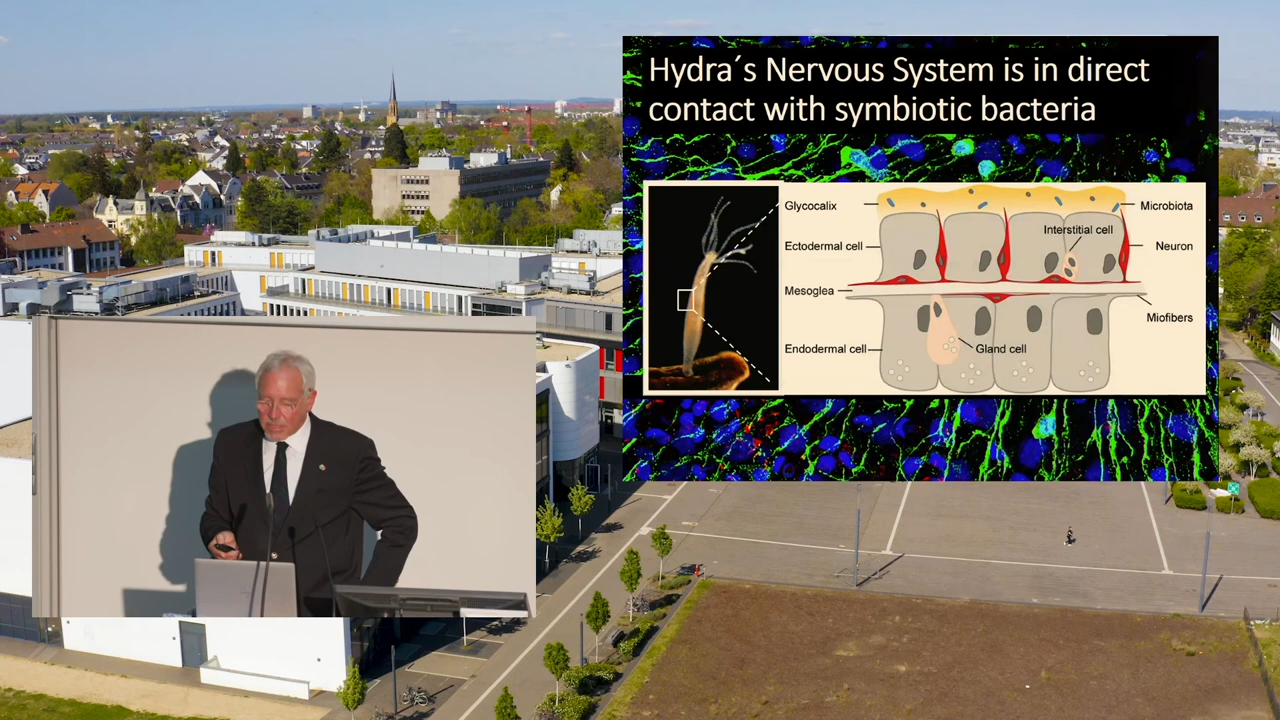 Hydra´s Nervous System is in direct
contact with symbiotic bacteria
Glycocalix
Microbiota
Interstitial cell
Ectodermal cell
Neuron
Mesoglea
Miofibers
Endodermal cell
Gland cell